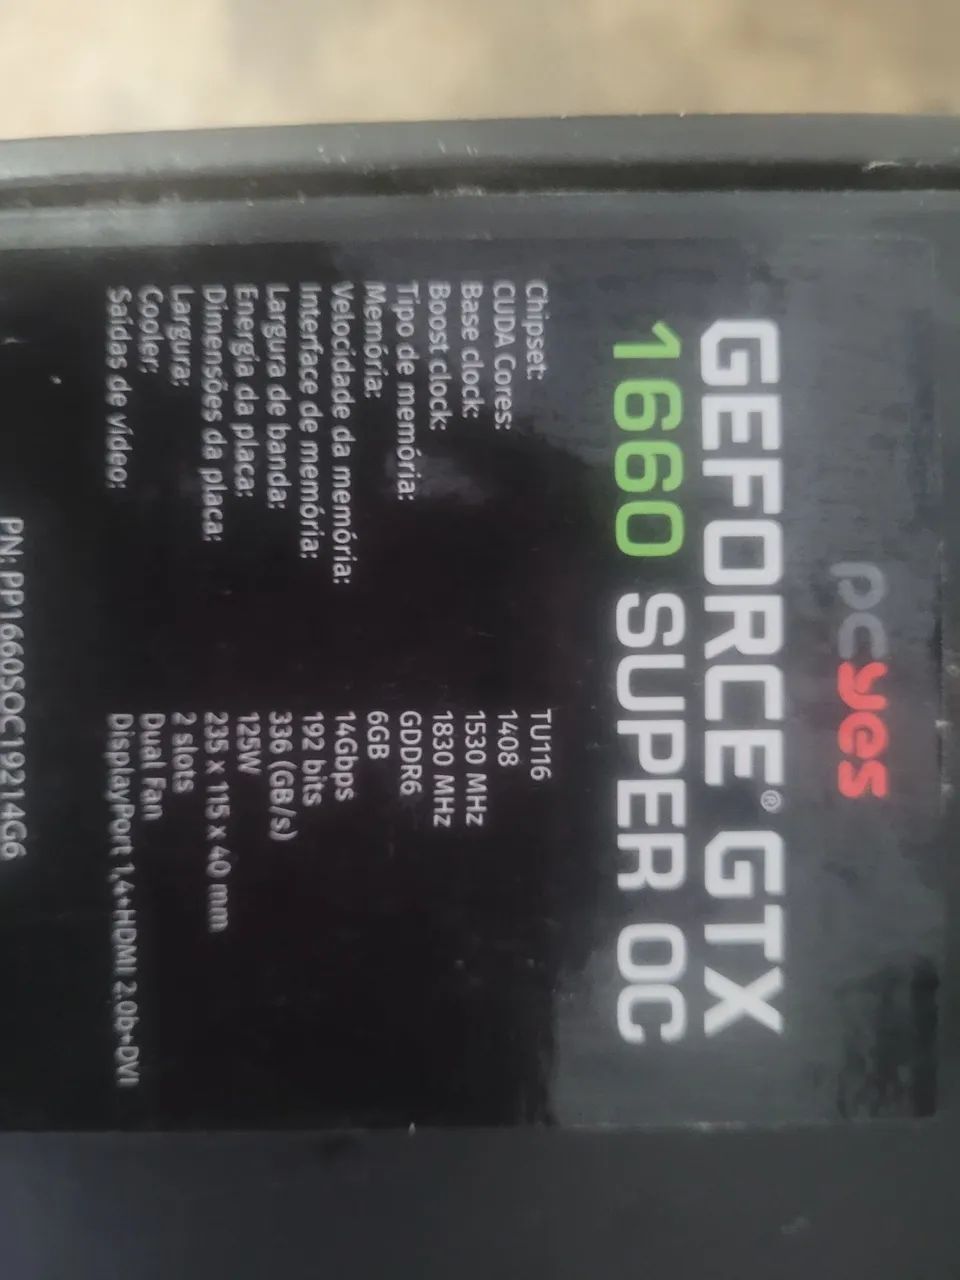 pcyes
GEFORCE® GTX
1660 SUPER OC
Chipset: TU116
CUDA Cores: 1408
Base clock: 1530 MHz
Boost clock: 1830 MHz
Tipo de memória: GDDR6
Memória: 6GB
Velocidade da memória: 14Gbps
Interface de memória: 192 bits
Largura de banda: 336 (GB/s)
Energia da placa: 125W
Dimensões da placa: 235 x 115 x 40 mm
Largura: 2 slots
Cooler: Dual Fan
Saídas de vídeo: DisplayPort 1,4+HDMI 2.0b+DVI
PN: PP1660SOC19214G6